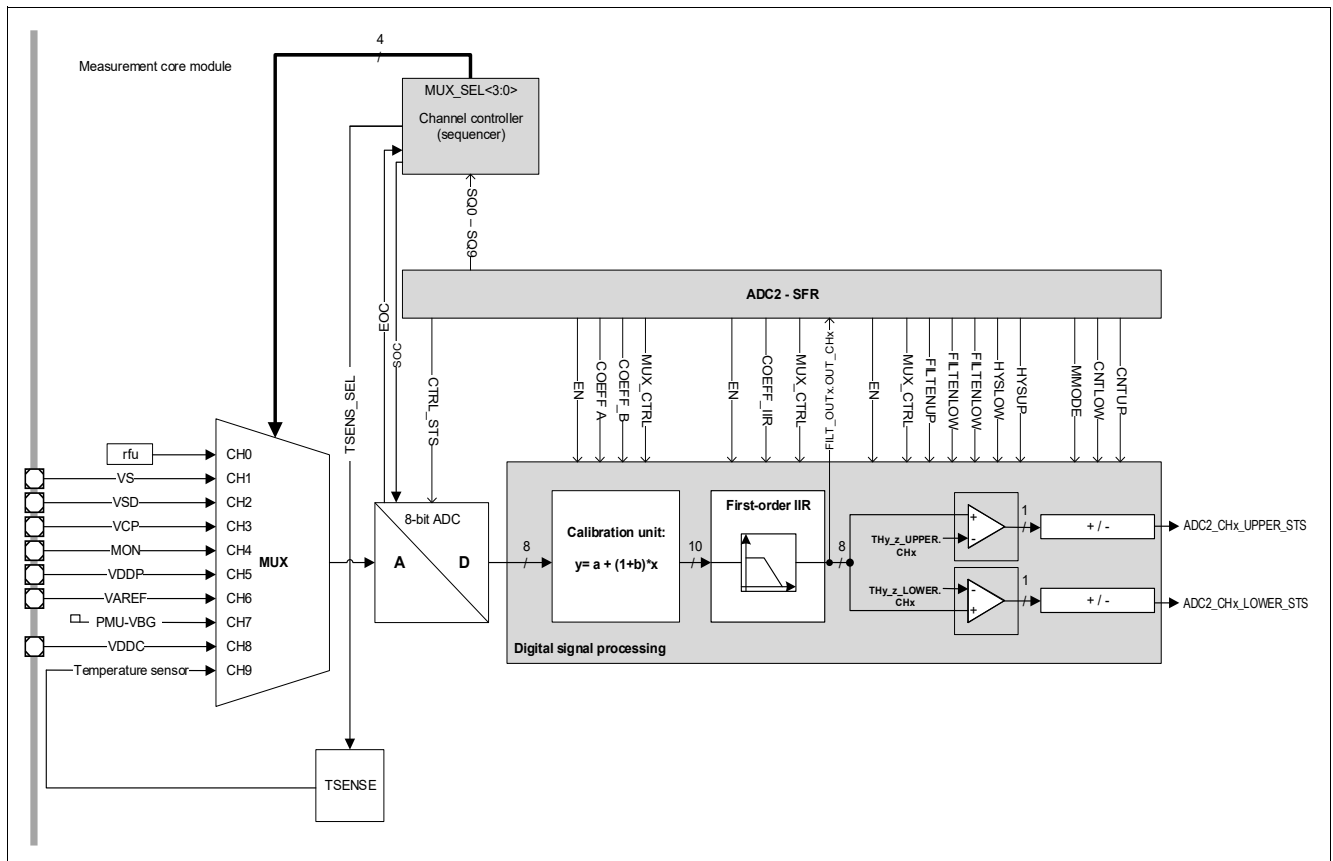 4
Measurement core module
MUX_SEL<3:0>
Channel controller
(sequencer)
SQ0 – SQ9
ADC2 - SFR
TSENS_SEL
EOC
SOC
CTRL_STS
EN
COEFF A
COEFF_B
MUX_CTRL
EN
COEFF_IIR
MUX_CTRL
FILT_OUTx.OUT_CHx
EN
MUX_CTRL
FILTENUP
FILTENLOW
FILTENLOW
HYSLOW
HYSUP
MMODE
CNTLOW
CNTUP
rfu
CH0
VS
CH1
VSD
CH2
VCP
CH3
MON
CH4
VDDP
CH5
VAREF
CH6
PMU-VBG
CH7
VDDC
CH8
Temperature sensor
CH9
MUX
8-bit ADC
A
D
8
Calibration unit:
y= a + (1+b)*x
10
First-order IIR
8
THy_z_UPPER.
CHx
+
-
1
+ / -
ADC2_CHx_UPPER_STS
THy_z_LOWER.
CHx
-
+
1
+ / -
ADC2_CHx_LOWER_STS
Digital signal processing
TSENSE